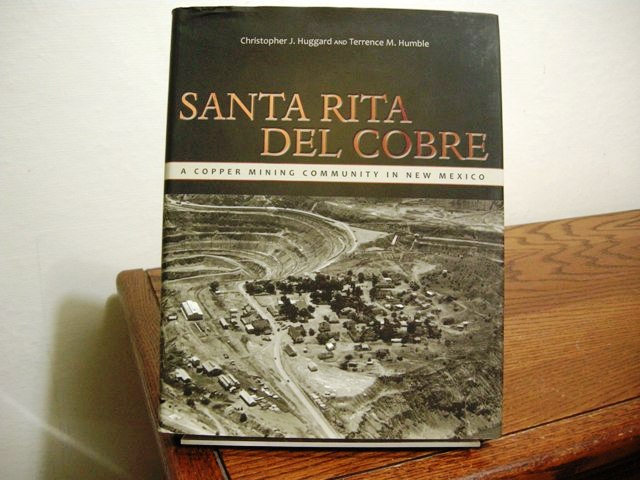 Christopher J. Huggard AND Terrence M. Humble
SANTA RITA
DEL COBRE
A COPPER MINING COMMUNITY IN NEW MEXICO